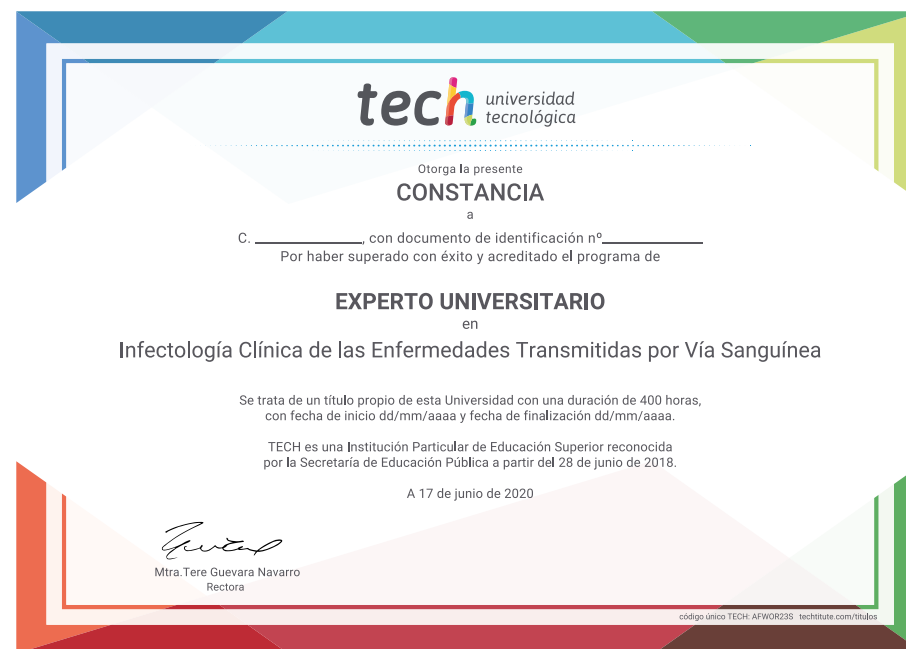 tech universidad
tecnológica
Otorga la presente
CONSTANCIA
a
C. ____________, con documento de identificación nº____________
Por haber superado con éxito y acreditado el programa de
EXPERTO UNIVERSITARIO
en
Infectología Clínica de las Enfermedades Transmitidas por Vía Sanguínea
Se trata de un título propio de esta Universidad con una duración de 400 horas,
con fecha de inicio dd/mm/aaaa y fecha de finalización dd/mm/aaaa.
TECH es una Institución Particular de Educación Superior reconocida
por la Secretaría de Educación Pública a partir del 28 de junio de 2018.
A 17 de junio de 2020
Mtra.Tere Guevara Navarro
Rectora
código único TECH: AFWOR23S techtitute.com/titulos